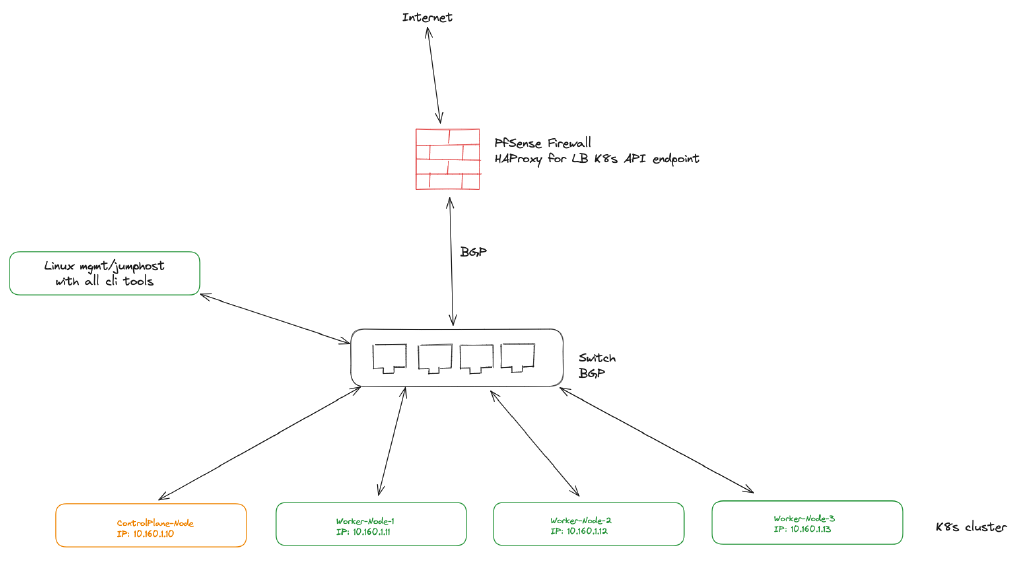 Internet
PfSense Firewall
HAProxy for LB K8s API endpoint
BGP
Linux mgmt/jumphost
with all cli tools
Switch
BGP
ControlPlane-Node
IP: 10.160.1.10
Worker-Node-1
IP: 10.160.1.11
Worker-Node-2
IP: 10.160.1.12
Worker-Node-3
IP: 10.160.1.13
K8s cluster